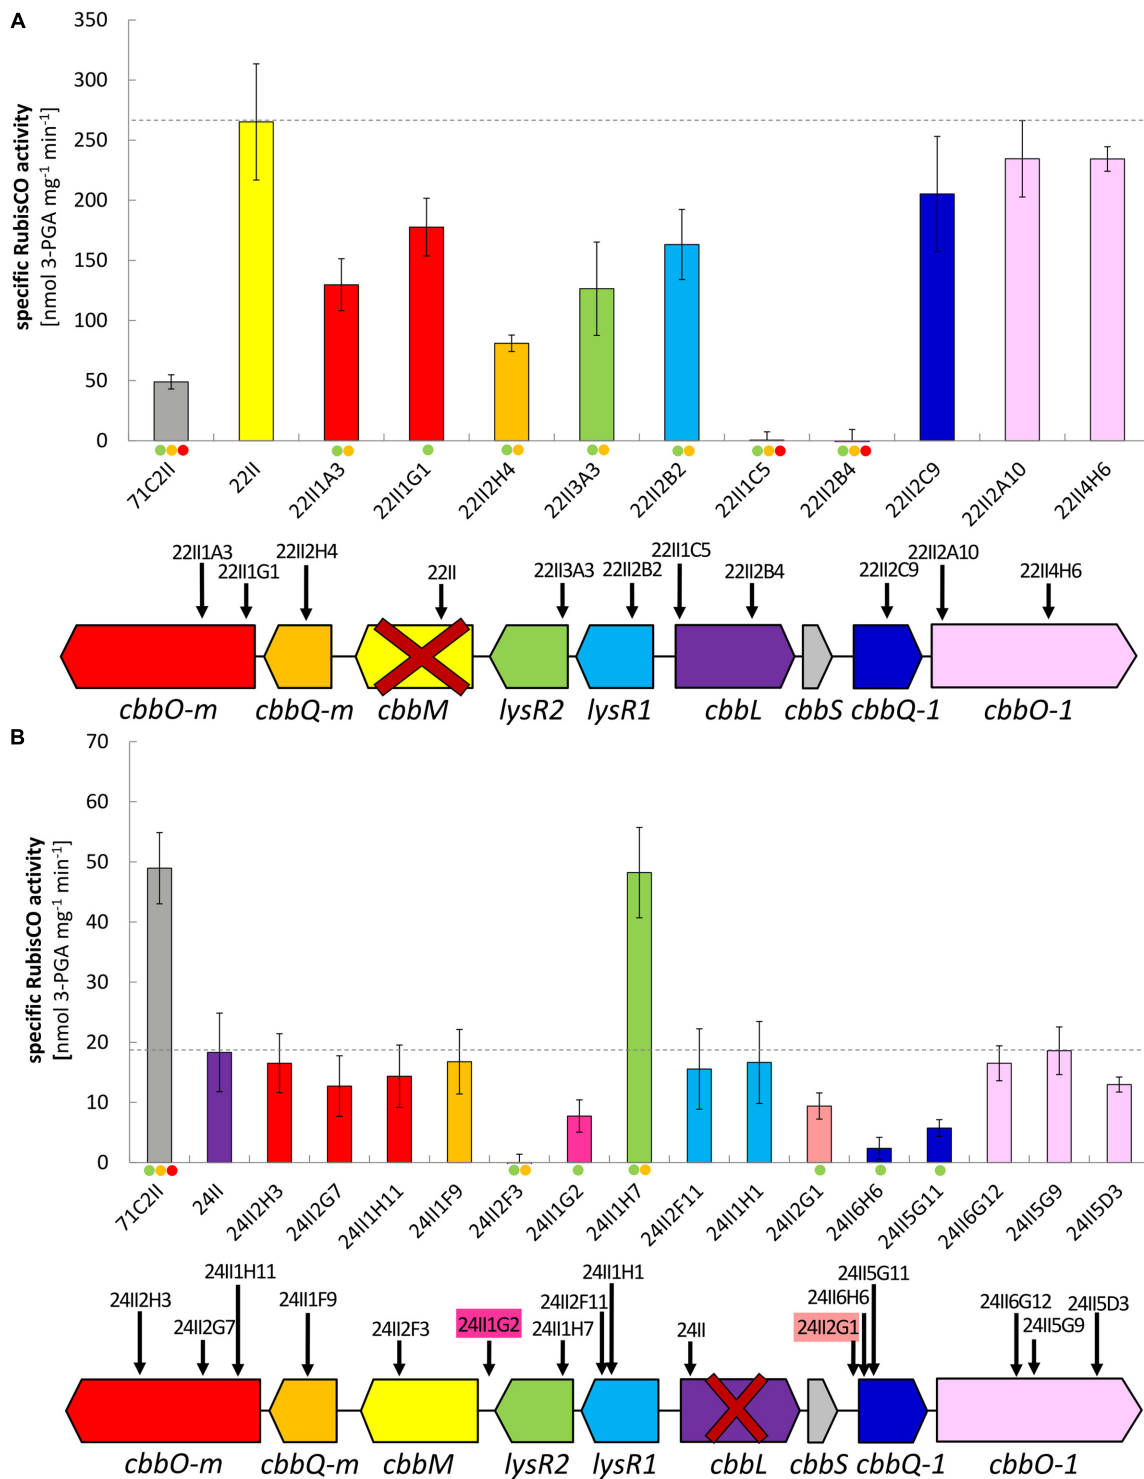 A
350
300
250
200
150
100
50
0
specific RubisCO activity
[nmol 3-PGA mg-1 min-1]
71C2II
22II
22II1A3
22II1G1
22II2H4
22II3A3
22II2B2
22II1C5
22II2B4
22II2C9
22II2A10
22II4H6
22II1A3
22II1G1
22II2H4
22II
22II3A3
22II2B2
22II1C5
22II2B4
22II2C9
22II2A10
22II4H6
cbbO-m
cbbQ-m
cbbM
lysR2
lysR1
cbbL
cbbS
cbbQ-1
cbbO-1
B
70
60
50
40
30
20
10
0
specific RubisCO activity
[nmol 3-PGA mg-1 min-1]
71C2II
24II
24II2H3
24II2G7
24II1H11
24II1F9
24II2F3
24II1G2
24II1H7
24II2F11
24II1H1
24II2G1
24II6H6
24II5G11
24II6G12
24II5G9
24II5D3
24II2H3
24II2G7
24II1H11
24II1F9
24II2F3
24II1G2
24II1H7
24II2F11
24II1H1
24II
24II2G1
24II6H6
24II5G11
24II6G12
24II5G9
24II5D3
cbbO-m
cbbQ-m
cbbM
lysR2
lysR1
cbbL
cbbS
cbbQ-1
cbbO-1